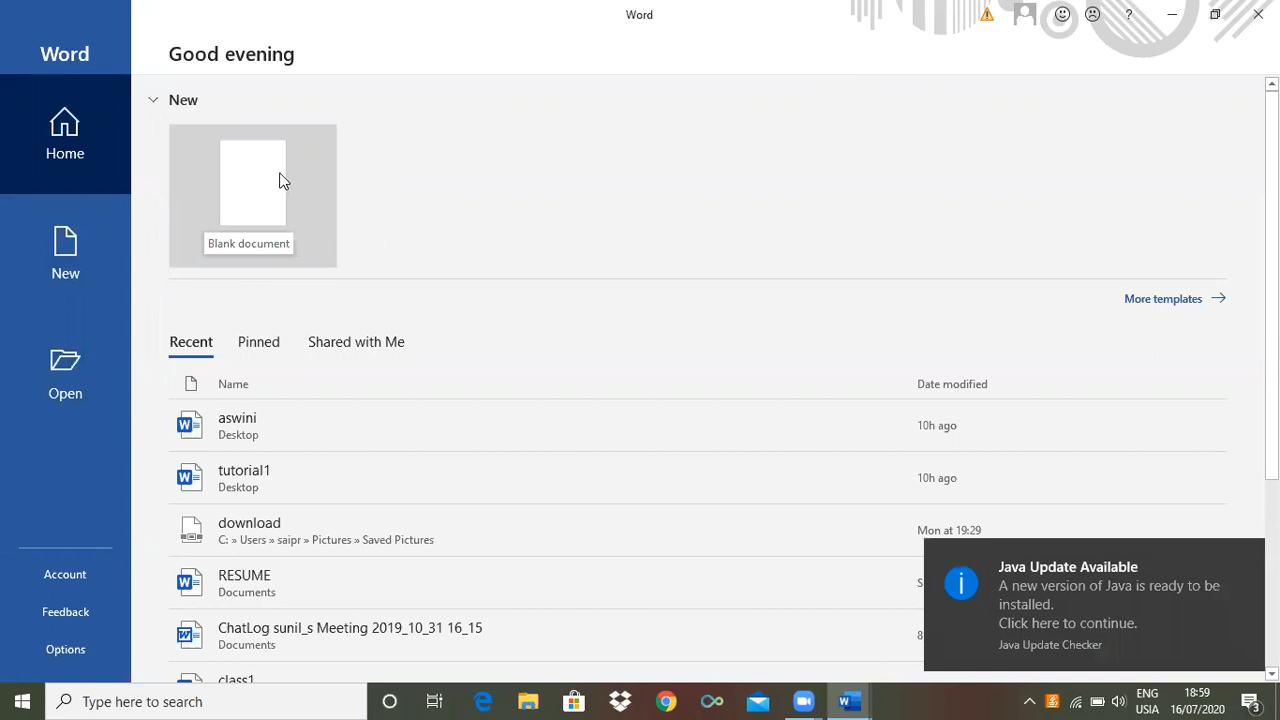 Word
Word
Good evening
Home
New
Open
Account
Feedback
Options
New
Blank document
More templates
Recent Pinned Shared with Me
Name Date modified
aswini
Desktop
10h ago
tutorial1
Desktop
10h ago
download
C: » Users » saipr » Pictures » Saved Pictures
Mon at 19:29
RESUME
Documents
S
ChatLog sunil_s Meeting 2019_10_31 16_15
Documents
8
class1
Java Update Available
A new version of Java is ready to be
installed.
Click here to continue.
Java Update Checker
Type here to search
ENG
USIA
18:59
16/07/2020
3